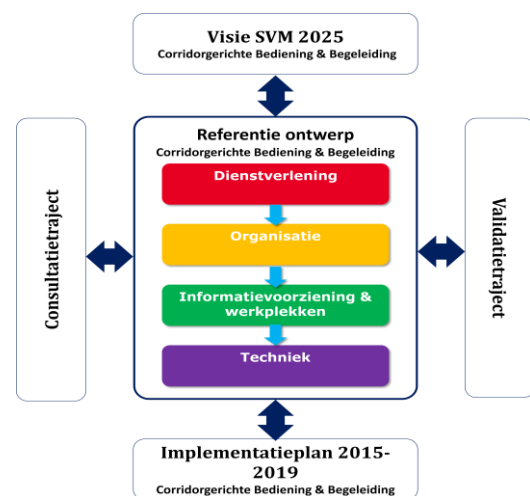 Visie SVM 2025
Corridorgerichte Bediening & Begeleiding
Consultatietraject
Referentie ontwerp
Corridorgerichte Bediening & Begeleiding
Dienstverlening
Organisatie
Informatievoorziening &
werkplekken
Techniek
Validatietraject
Implementatieplan 2015-
2019
Corridorgerichte Bediening & Begeleiding